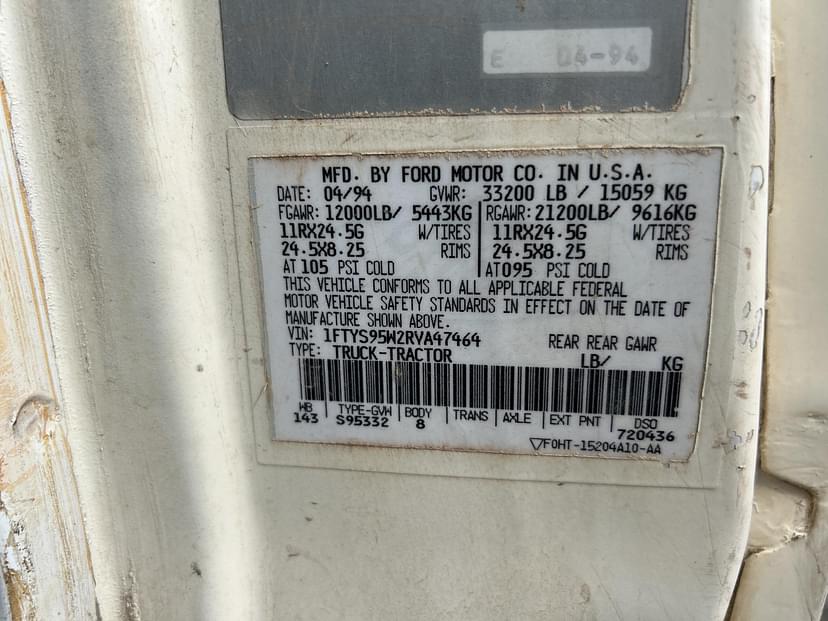 E 04-94
MFD. BY FORD MOTOR CO. IN U.S.A.
DATE: 04/94 GVWR: 33200 LB / 15059 KG
FGAWR: 12000LB/ 5443KG RGAWR: 21200LB/ 9616KG
11RX24.5G W/TIRES 11RX24.5G W/TIRES
24.5X8.25 RIMS 24.5X8.25 RIMS
AT 105 PSI COLD AT 095 PSI COLD
THIS VEHICLE CONFORMS TO ALL APPLICABLE FEDERAL
MOTOR VEHICLE SAFETY STANDARDS IN EFFECT ON THE DATE OF
MANUFACTURE SHOWN ABOVE.
VIN: 1FTYS95W2RVA47464 REAR REAR GAWR
TYPE: TRUCK-TRACTOR LB/ KG
WB TYPE-GVW BODY TRANS AXLE EXT PNT DSO
143 S95332 8 720436
▽F0HT-15204A10-AA